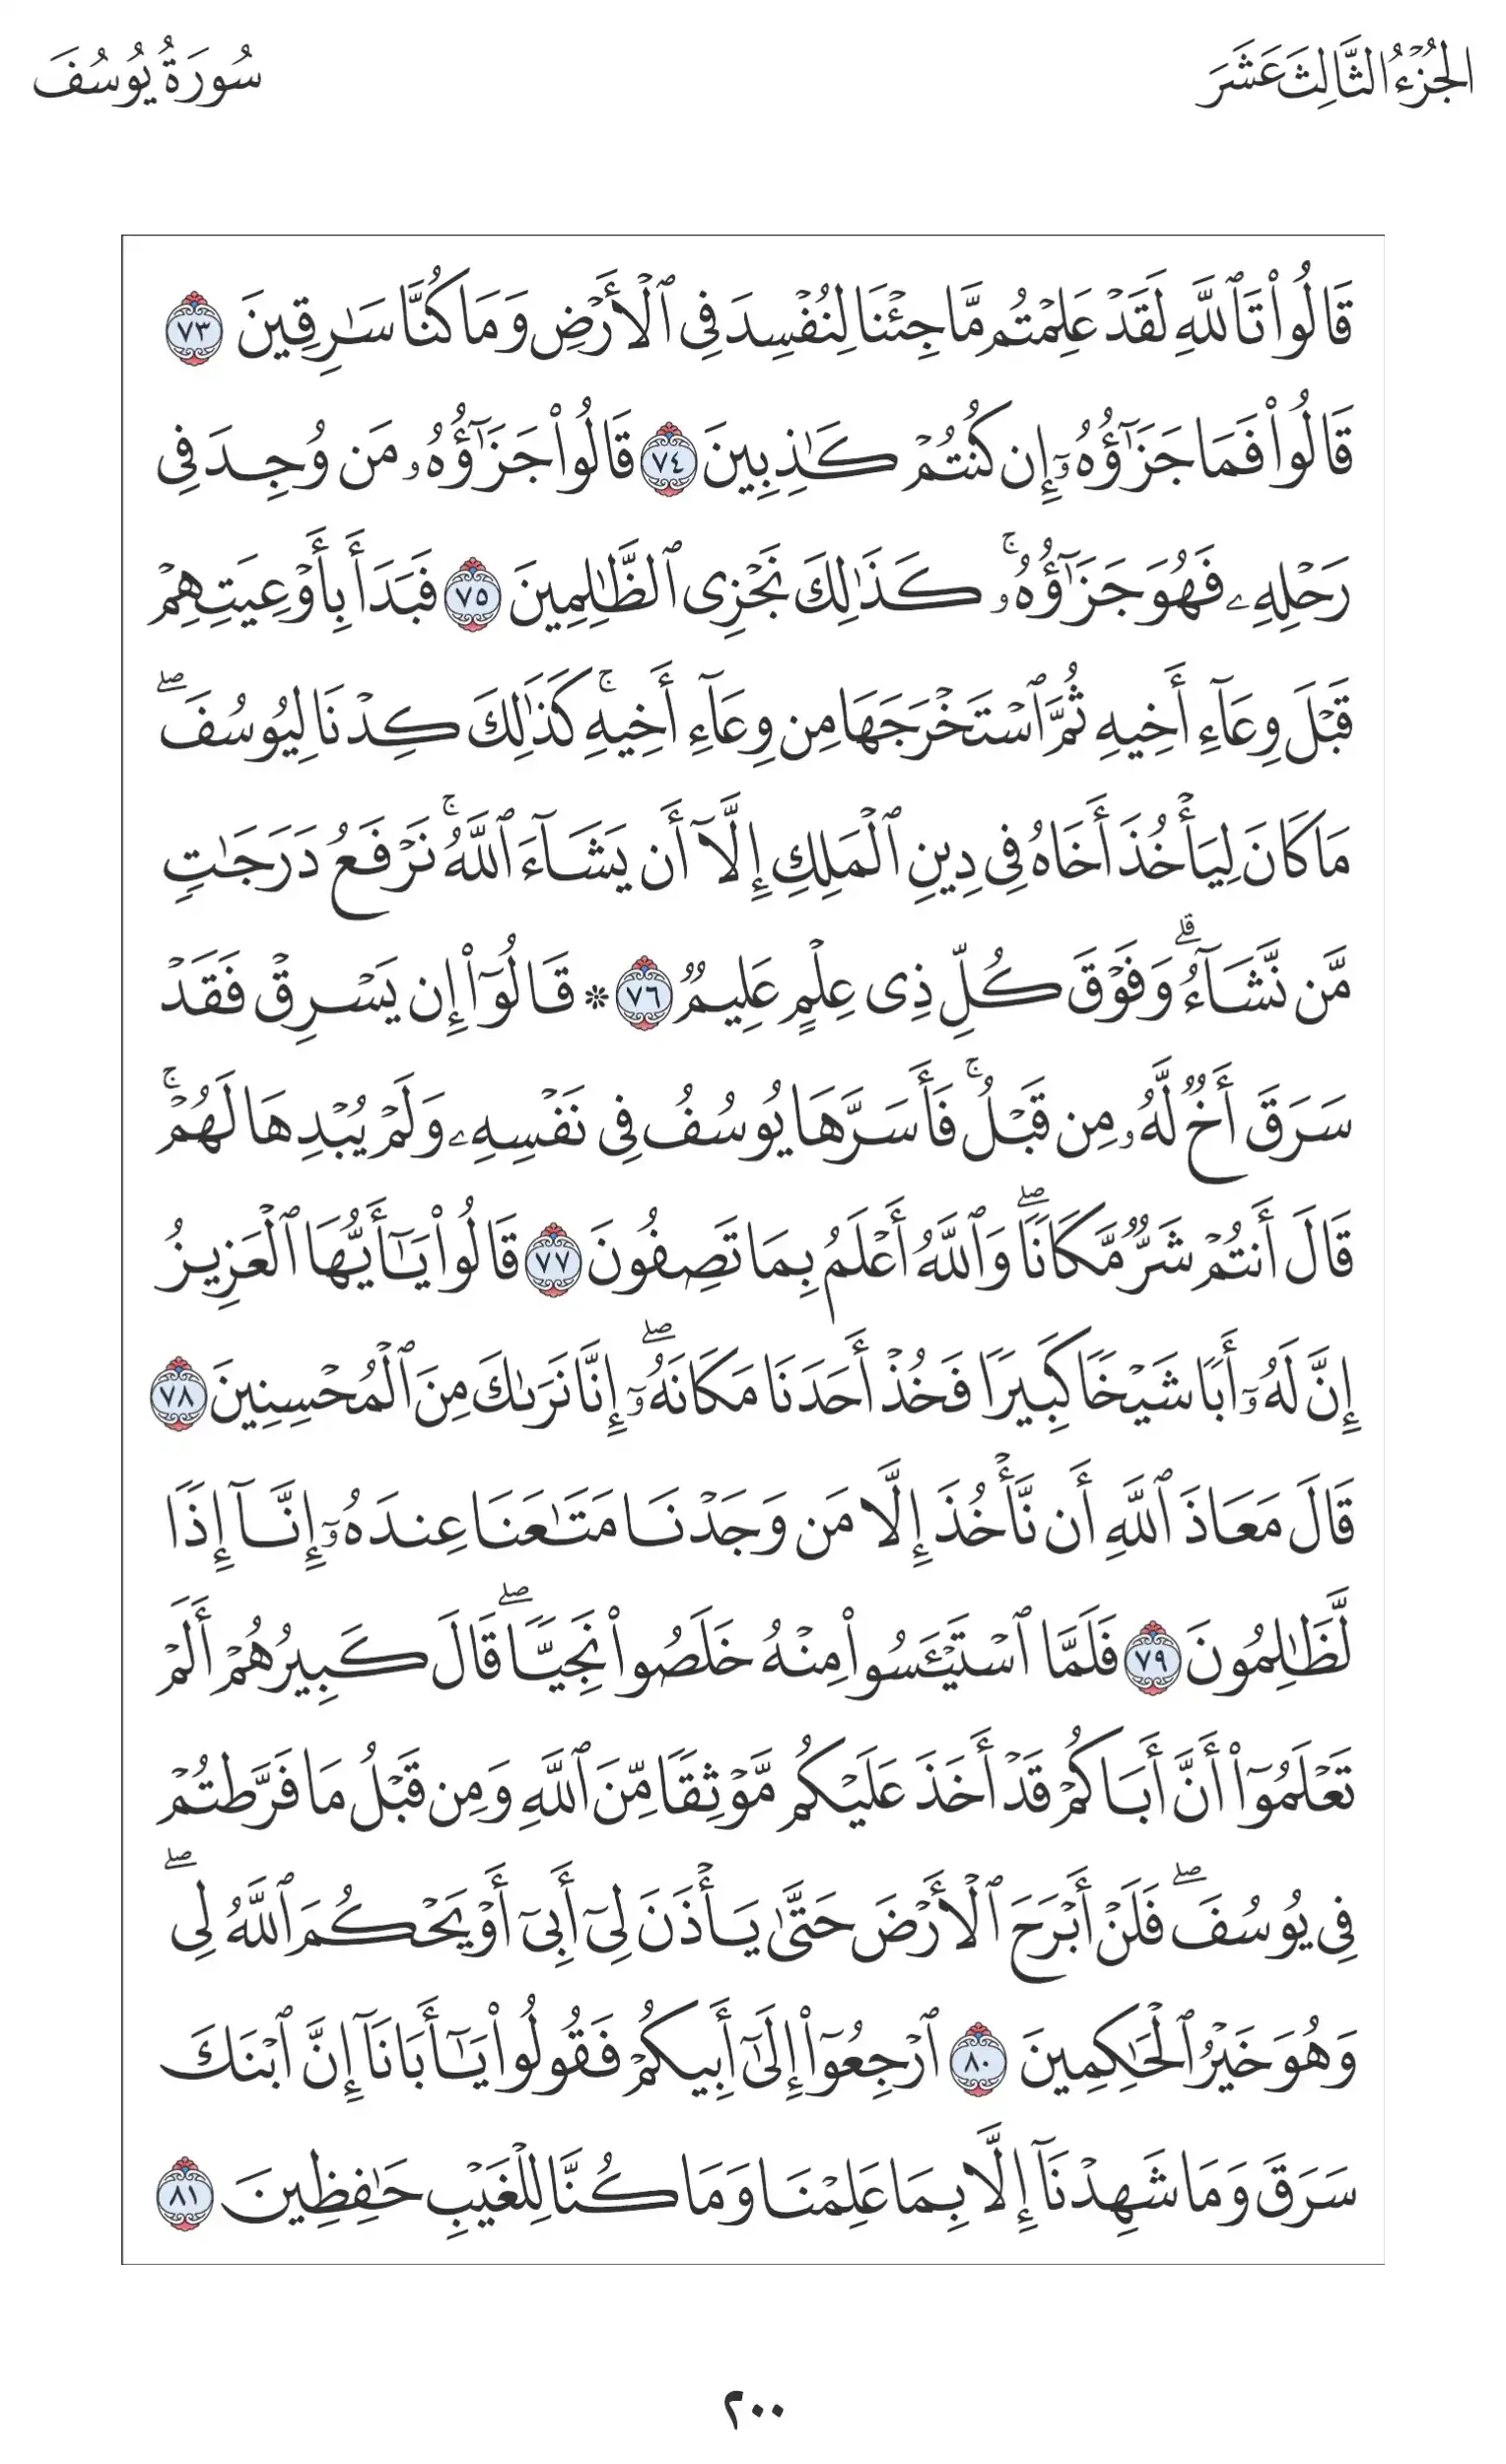 الجُزْءُ الثَّالِثَ عَشَرَ
سُورَةُ يُوسُفَ
قَالُوا۟ تَٱللَّهِ لَقَدْ عَلِمْتُم مَّا جِئْنَا لِنُفْسِدَ فِى ٱلْأَرْضِ وَمَا كُنَّا سَـٰرِقِينَ ٧٣
قَالُوا۟ فَمَا جَزَـٰٓؤُهُۥٓ إِن كُنتُمْ كَـٰذِبِينَ ٧٤ قَالُوا۟ جَزَـٰٓؤُهُۥ مَن وُجِدَ فِى
رَحْلِهِۦ فَهُوَ جَزَـٰٓؤُهُۥ ۚ كَذَٰلِكَ نَجْزِى ٱلظَّـٰلِمِينَ ٧٥ فَبَدَأَ بِأَوْعِيَتِهِمْ
قَبْلَ وِعَآءِ أَخِيهِ ثُمَّ ٱسْتَخْرَجَهَا مِن وِعَآءِ أَخِيهِ ۚ كَذَٰلِكَ كِدْنَا لِيُوسُفَ ۖ
مَا كَانَ لِيَأْخُذَ أَخَاهُ فِى دِينِ ٱلْمَلِكِ إِلَّآ أَن يَشَآءَ ٱللَّهُ ۚ نَرْفَعُ دَرَجَـٰتٍ
مَّن نَّشَآءُ ۗ وَفَوْقَ كُلِّ ذِى عِلْمٍ عَلِيمٌ ٧٦ * قَالُوٓا۟ إِن يَسْرِقْ فَقَدْ
سَرَقَ أَخٌ لَّهُۥ مِن قَبْلُ ۚ فَأَسَرَّهَا يُوسُفُ فِى نَفْسِهِۦ وَلَمْ يُبْدِهَا لَهُمْ ۚ
قَالَ أَنتُمْ شَرٌّ مَّكَانًا ۖ وَٱللَّهُ أَعْلَمُ بِمَا تَصِفُونَ ٧٧ قَالُوا۟ يَـٰٓأَيُّهَا ٱلْعَزِيزُ
إِنَّ لَهُۥٓ أَبًا شَيْخًا كَبِيرًا فَخُذْ أَحَدَنَا مَكَانَهُۥٓ ۖ إِنَّا نَرَىٰكَ مِنَ ٱلْمُحْسِنِينَ ٧٨
قَالَ مَعَاذَ ٱللَّهِ أَن نَّأْخُذَ إِلَّا مَن وَجَدْنَا مَتَـٰعَنَا عِندَهُۥٓ إِنَّآ إِذًا
لَّظَـٰلِمُونَ ٧٩ فَلَمَّا ٱسْتَيْـَٔسُوا۟ مِنْهُ خَلَصُوا۟ نَجِيًّا ۖ قَالَ كَبِيرُهُمْ أَلَمْ
تَعْلَمُوٓا۟ أَنَّ أَبَاكُمْ قَدْ أَخَذَ عَلَيْكُم مَّوْثِقًا مِّنَ ٱللَّهِ وَمِن قَبْلُ مَا فَرَّطتُمْ
فِى يُوسُفَ ۖ فَلَنْ أَبْرَحَ ٱلْأَرْضَ حَتَّىٰ يَأْذَنَ لِىٓ أَبِىٓ أَوْ يَحْكُمَ ٱللَّهُ لِى ۖ
وَهُوَ خَيْرُ ٱلْحَـٰكِمِينَ ٨٠ ٱرْجِعُوٓا۟ إِلَىٰٓ أَبِيكُمْ فَقُولُوا۟ يَـٰٓأَبَانَآ إِنَّ ٱبْنَكَ
سَرَقَ وَمَا شَهِدْنَآ إِلَّا بِمَا عَلِمْنَا وَمَا كُنَّا لِلْغَيْبِ حَـٰفِظِينَ ٨١
٢٠٠